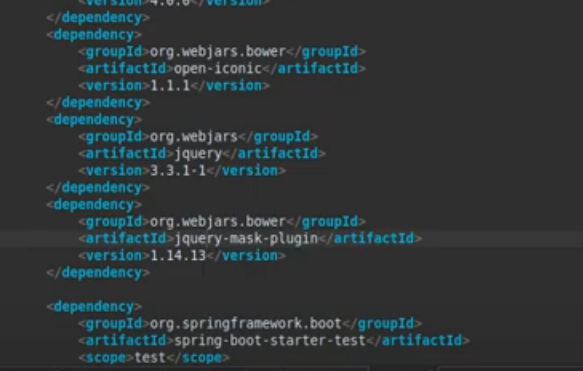 <version>4.0.0</version>
</dependency>
<dependency>
<groupId>org.webjars.bower</groupId>
<artifactId>open-iconic</artifactId>
<version>1.1.1</version>
</dependency>
<dependency>
<groupId>org.webjars</groupId>
<artifactId>jquery</artifactId>
<version>3.3.1-1</version>
</dependency>
<dependency>
<groupId>org.webjars.bower</groupId>
<artifactId>jquery-mask-plugin</artifactId>
<version>1.14.13</version>
</dependency>
<dependency>
<groupId>org.springframework.boot</groupId>
<artifactId>spring-boot-starter-test</artifactId>
<scope>test</scope>